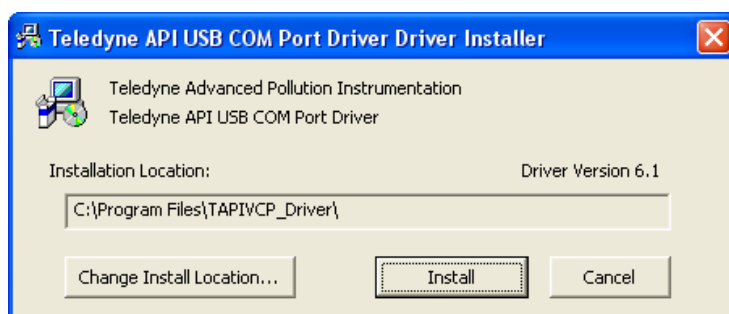 Teledyne API USB COM Port Driver Driver Installer
Teledyne Advanced Pollution Instrumentation
Teledyne API USB COM Port Driver
Installation Location:
Driver Version 6.1
C:\Program Files\TAPIVCP_Driver\
Change Install Location...
Install
Cancel